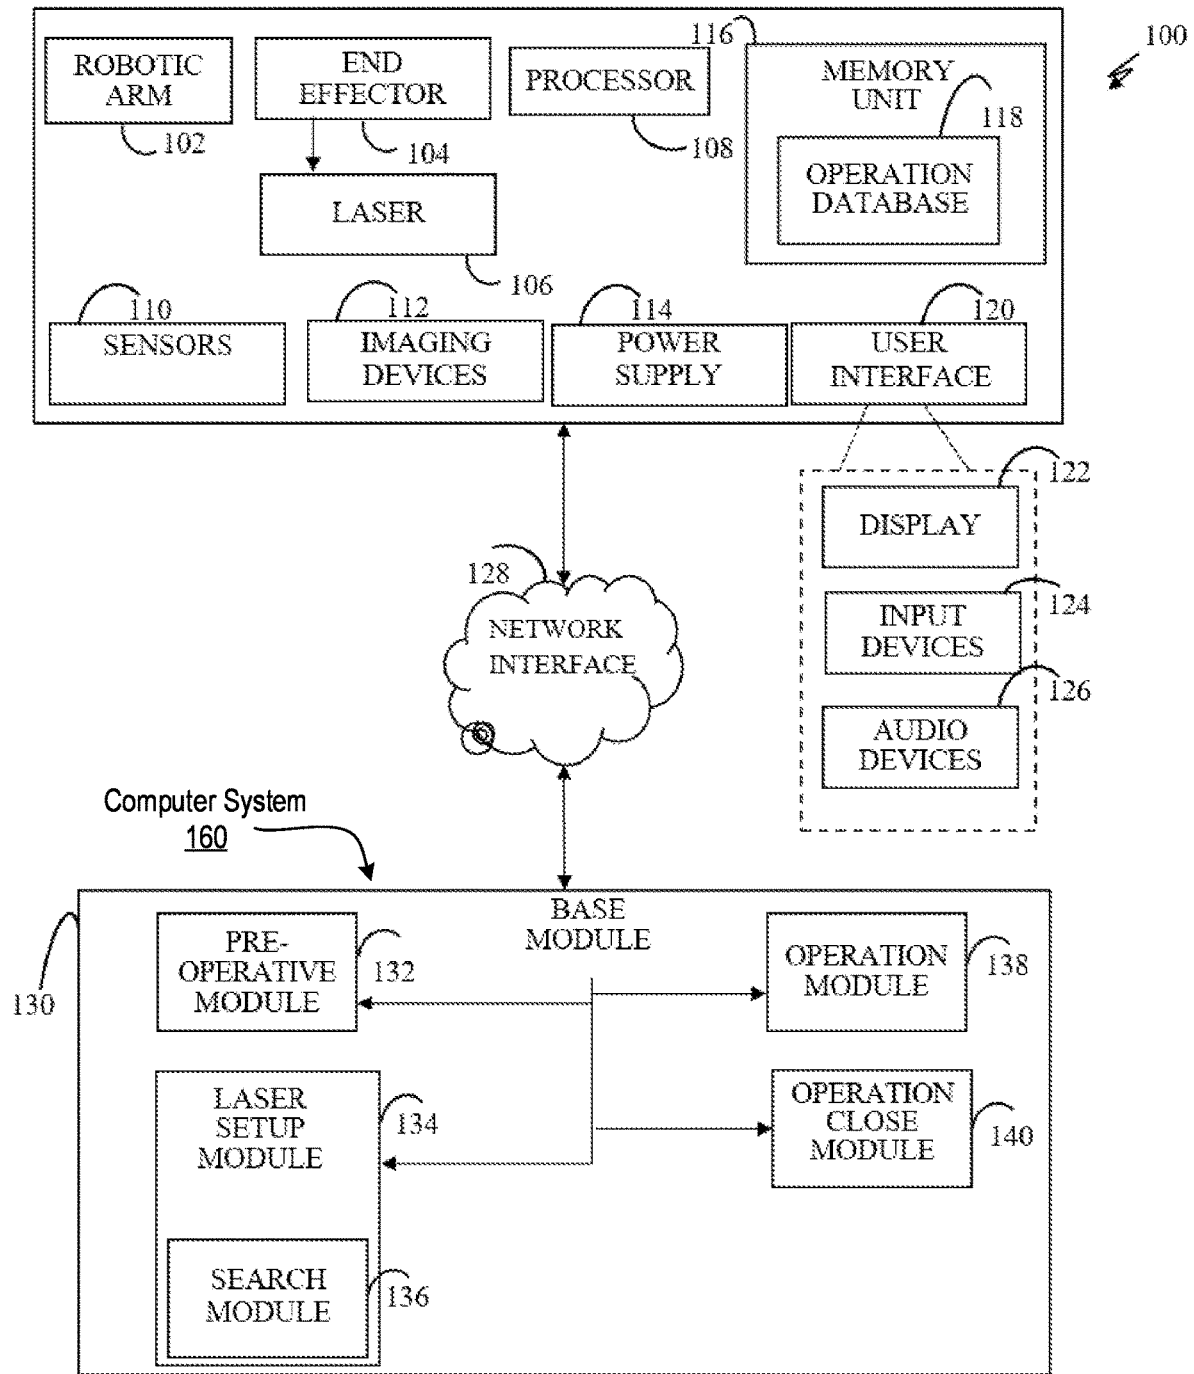 100
ROBOTIC
ARM
102
END
EFFECTOR
104
PROCESSOR
108
116
MEMORY
UNIT
118
OPERATION
DATABASE
LASER
106
110
SENSORS
112
IMAGING
DEVICES
114
POWER
SUPPLY
120
USER
INTERFACE
122
DISPLAY
124
INPUT
DEVICES
126
AUDIO
DEVICES
128
NETWORK
INTERFACE
Computer System
160
130
BASE
MODULE
PRE-
OPERATIVE
MODULE
132
OPERATION
MODULE
138
LASER
SETUP
MODULE
134
OPERATION
CLOSE
MODULE
140
SEARCH
MODULE
136